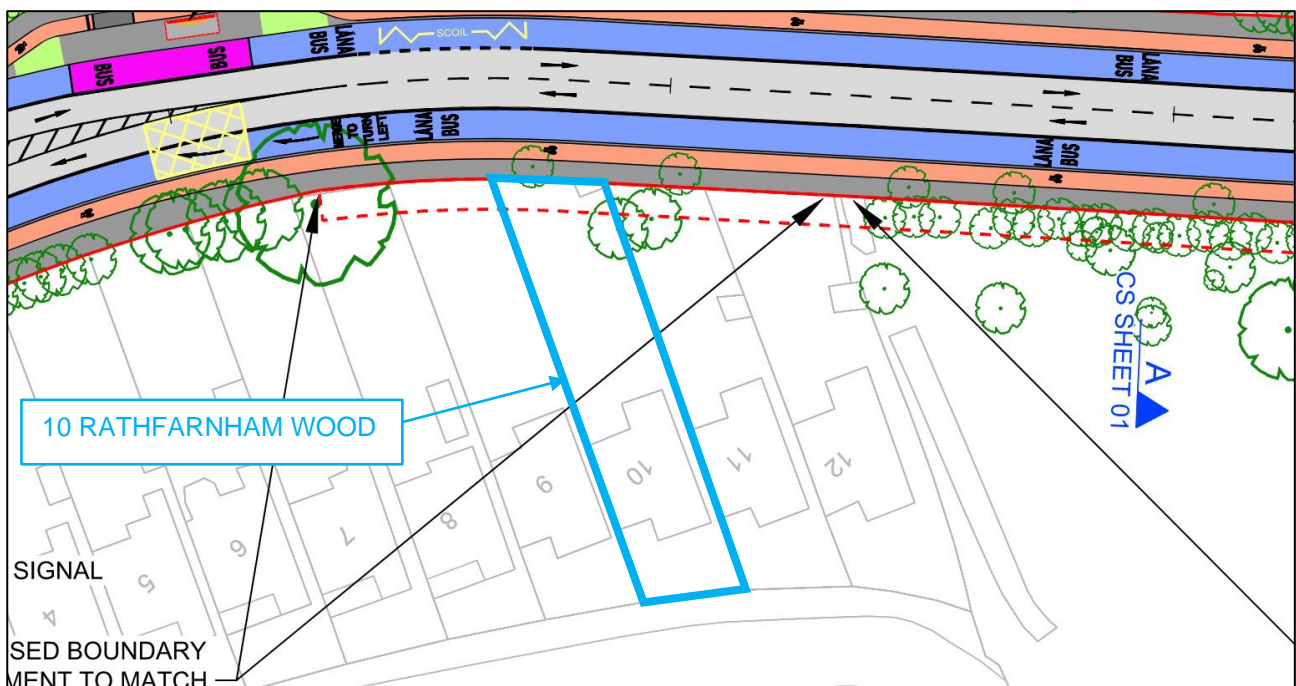 SCOIL
LÁNA
BUS
BUS
BUS
LÁNA
BUS
MERGE
TO
TURN
LEFT
LÁNA
BUS
LÁNA
BUS
A
CS SHEET 01
10 RATHFARNHAM WOOD
4
5
6
7
8
9
10
11
12
SIGNAL
SED BOUNDARY
MENT TO MATCH